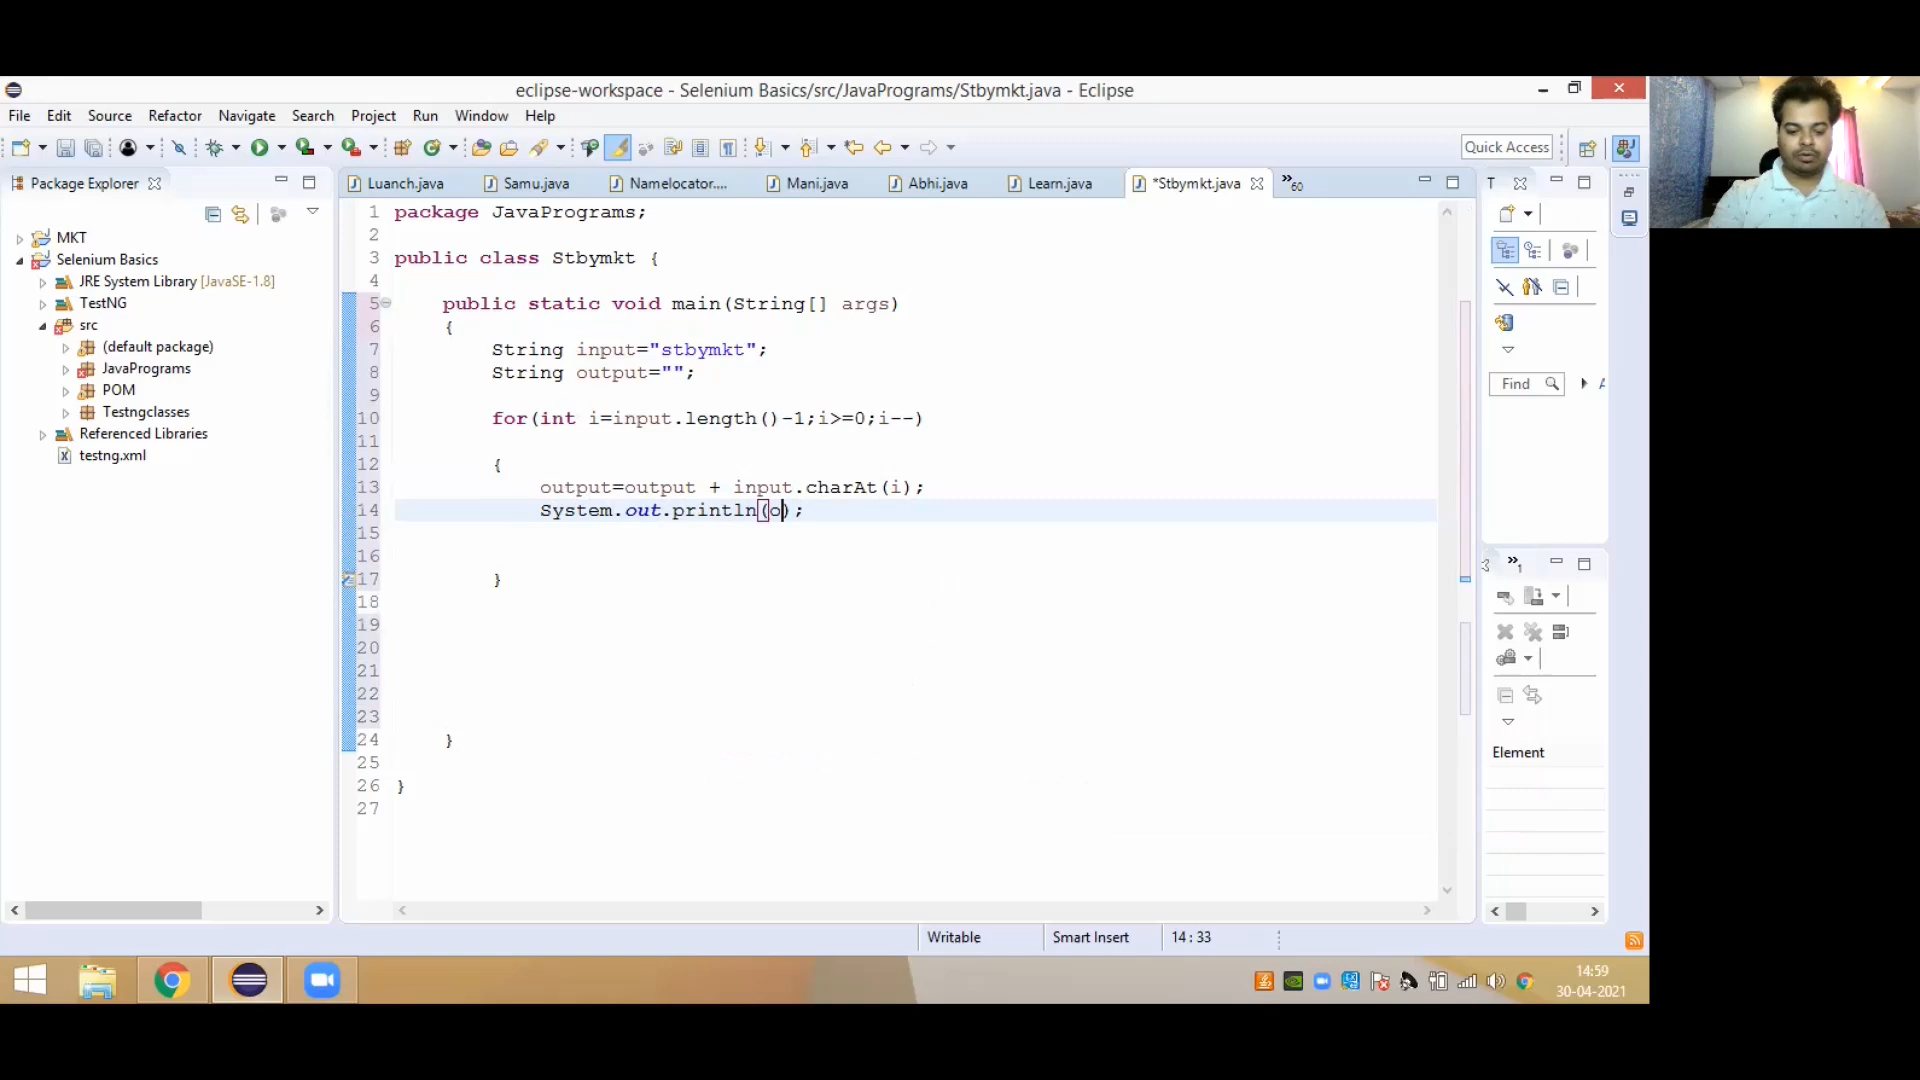 eclipse-workspace - Selenium Basics/src/JavaPrograms/Stbymkt.java - Eclipse
File Edit Source Refactor Navigate Search Project Run Window Help
Quick Access
Package Explorer
Luanch.java Samu.java Namelocator.... Mani.java Abhi.java Learn.java *Stbymkt.java 60
T
MKT
Selenium Basics
JRE System Library [JavaSE-1.8]
TestNG
src
(default package)
JavaPrograms
POM
Testngclasses
Referenced Libraries
testng.xml
1 package JavaPrograms;
2
3 public class Stbymkt {
4
5 public static void main(String[] args)
6 {
7 String input="stbymkt";
8 String output="";
9
10 for(int i=input.length()-1;i>=0;i--)
11
12 {
13 output=output + input.charAt(i);
14 System.out.println(o);
15
16
17 }
18
19
20
21
22
23
24 }
25
26 }
27
Find
A
1
Element
Writable Smart Insert 14 : 33
14:59
30-04-2021